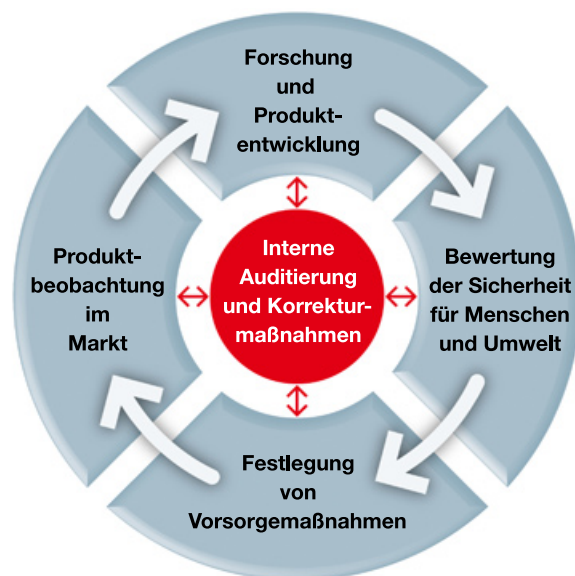 Forschung
und
Produkt-
entwicklung
Bewertung
der Sicherheit
für Menschen
und Umwelt
Festlegung
von
Vorsorgemaßnahmen
Produkt-
beobachtung
im
Markt
Interne
Auditierung
und Korrektur-
maßnahmen